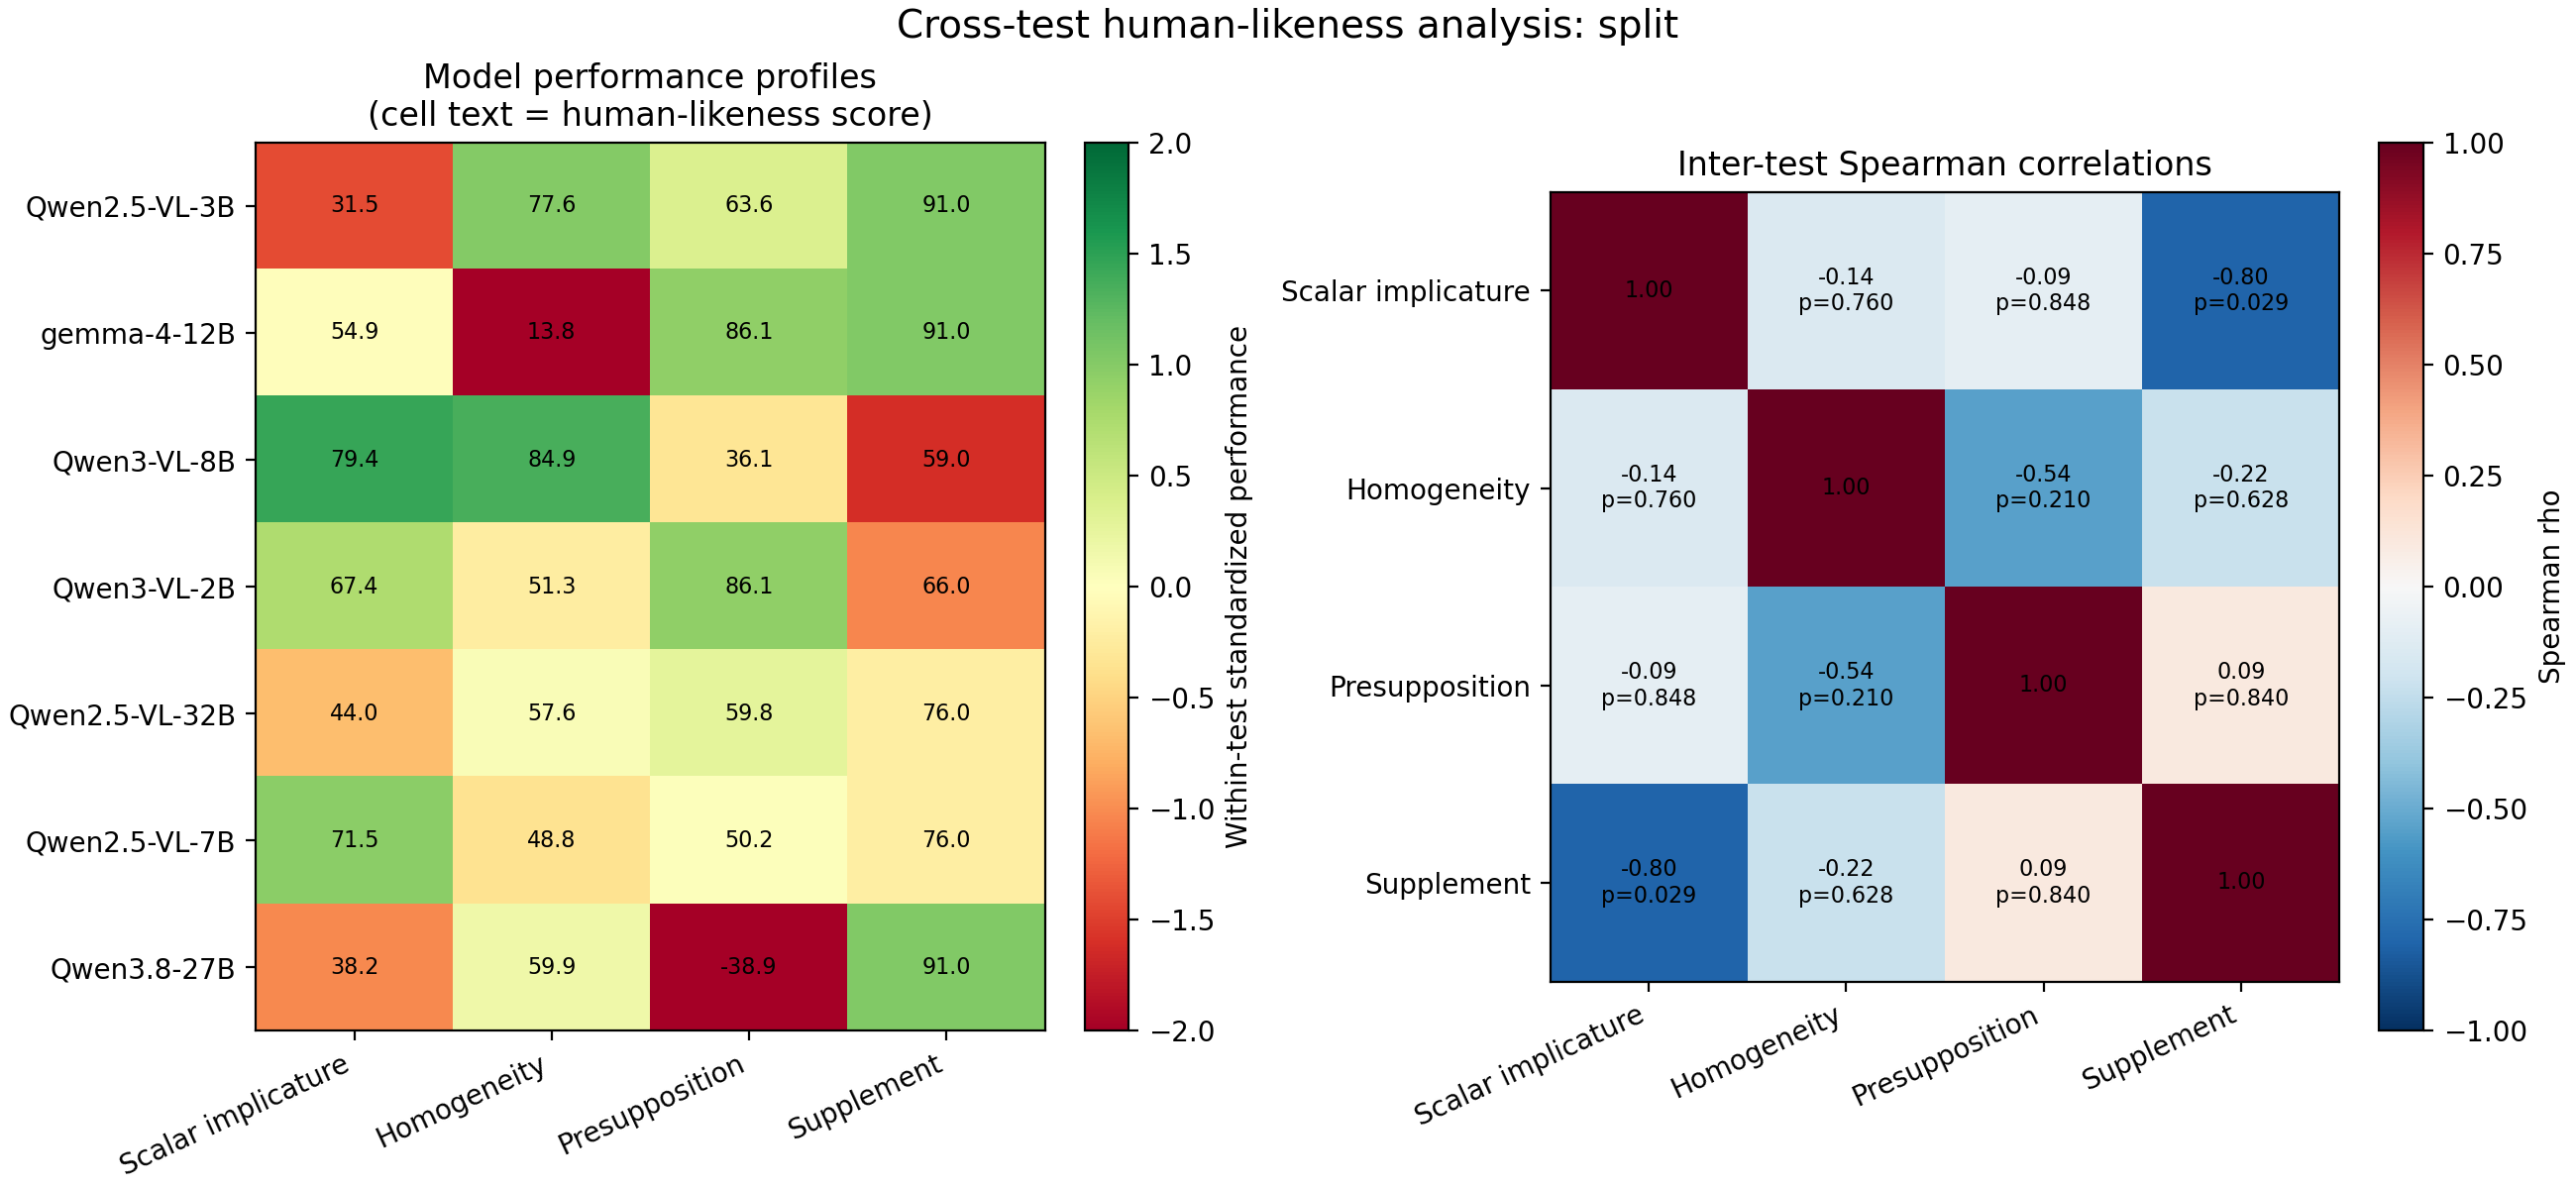 Cross-test human-likeness analysis: split
Model performance profiles
(cell text = human-likeness score)
Qwen2.5-VL-3B 31.5 77.6 63.6 91.0
gemma-4-12B 54.9 13.8 86.1 91.0
Qwen3-VL-8B 79.4 84.9 36.1 59.0
Qwen3-VL-2B 67.4 51.3 86.1 66.0
Qwen2.5-VL-32B 44.0 57.6 59.8 76.0
Qwen2.5-VL-7B 71.5 48.8 50.2 76.0
Qwen3.8-27B 38.2 59.9 -38.9 91.0
Scalar implicature Homogeneity Presupposition Supplement
2.0
1.5
1.0
0.5
0.0
−0.5
−1.0
−1.5
−2.0
Within-test standardized performance
Inter-test Spearman correlations
Scalar implicature 1.00 -0.14 -0.09 -0.80
p=0.760 p=0.848 p=0.029
Homogeneity -0.14 1.00 -0.54 -0.22
p=0.760 p=0.210 p=0.628
Presupposition -0.09 -0.54 1.00 0.09
p=0.848 p=0.210 p=0.840
Supplement -0.80 -0.22 0.09 1.00
p=0.029 p=0.628 p=0.840
Scalar implicature Homogeneity Presupposition Supplement
1.00
0.75
0.50
0.25
0.00
−0.25
−0.50
−0.75
−1.00
Spearman rho